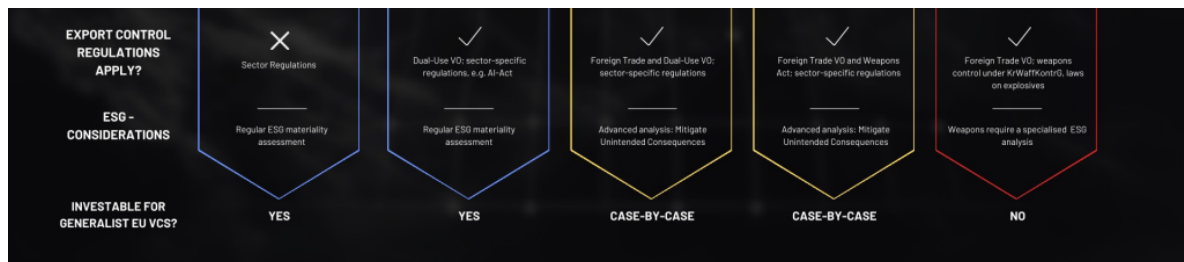 EXPORT CONTROL
REGULATIONS
APPLY?
Sector Regulations
Dual-Use VO; sector-specific
regulations, e.g. AI-Act
Foreign Trade and Dual-Use VO;
sector-specific regulations
Foreign Trade VO and Weapons
Act; sector-specific regulations
Foreign Trade VO; weapons
control under KrWaffKontrG, laws
on explosives
ESG -
CONSIDERATIONS
Regular ESG materiality
assessment
Regular ESG materiality
assessment
Advanced analysis: Mitigate
Unintended Consequences
Advanced analysis: Mitigate
Unintended Consequences
Weapons require a specialised ESG
analysis
INVESTABLE FOR
GENERALIST EU VCS?
YES
YES
CASE-BY-CASE
CASE-BY-CASE
NO